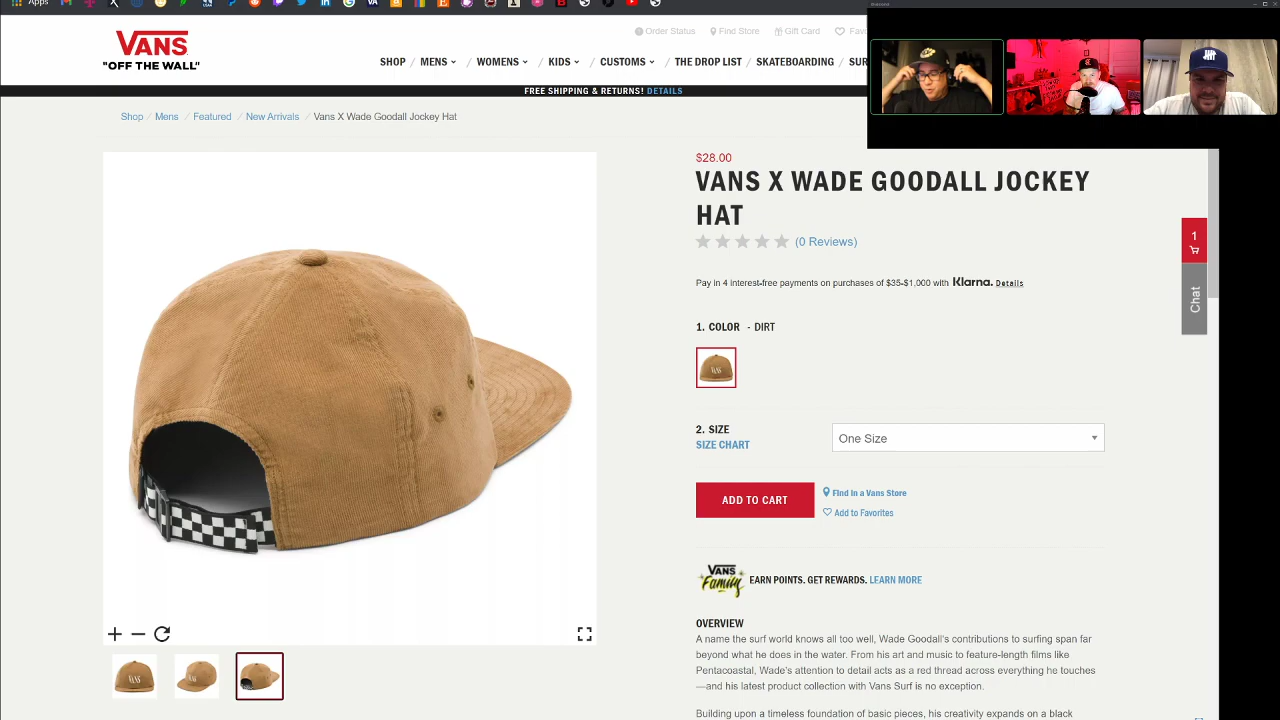 Apps
VANS
"OFF THE WALL"
Order Status
Find Store
Gift Card
SHOP
MENS
WOMENS
KIDS
CUSTOMS
THE DROP LIST
SKATEBOARDING
FREE SHIPPING & RETURNS! DETAILS
Shop / Mens / Featured / New Arrivals / Vans X Wade Goodall Jockey Hat
$28.00
VANS X WADE GOODALL JOCKEY
HAT
(0 Reviews)
Pay in 4 interest-free payments on purchases of $35-$1,000 with Klarna. Details
1. COLOR - DIRT
2. SIZE
SIZE CHART
One Size
ADD TO CART
Find in a Vans Store
Add to Favorites
VANS
Family
EARN POINTS. GET REWARDS. LEARN MORE
OVERVIEW
A name the surf world knows all too well, Wade Goodall's contributions to surfing span far
beyond what he does in the water. From his art and music to feature-length films like
Pentacoastal, Wade's attention to detail acts as a red thread across everything he touches
—and his latest product collection with Vans Surf is no exception.
Building upon a timeless foundation of basic pieces, his creativity expands on a black
1
Chat